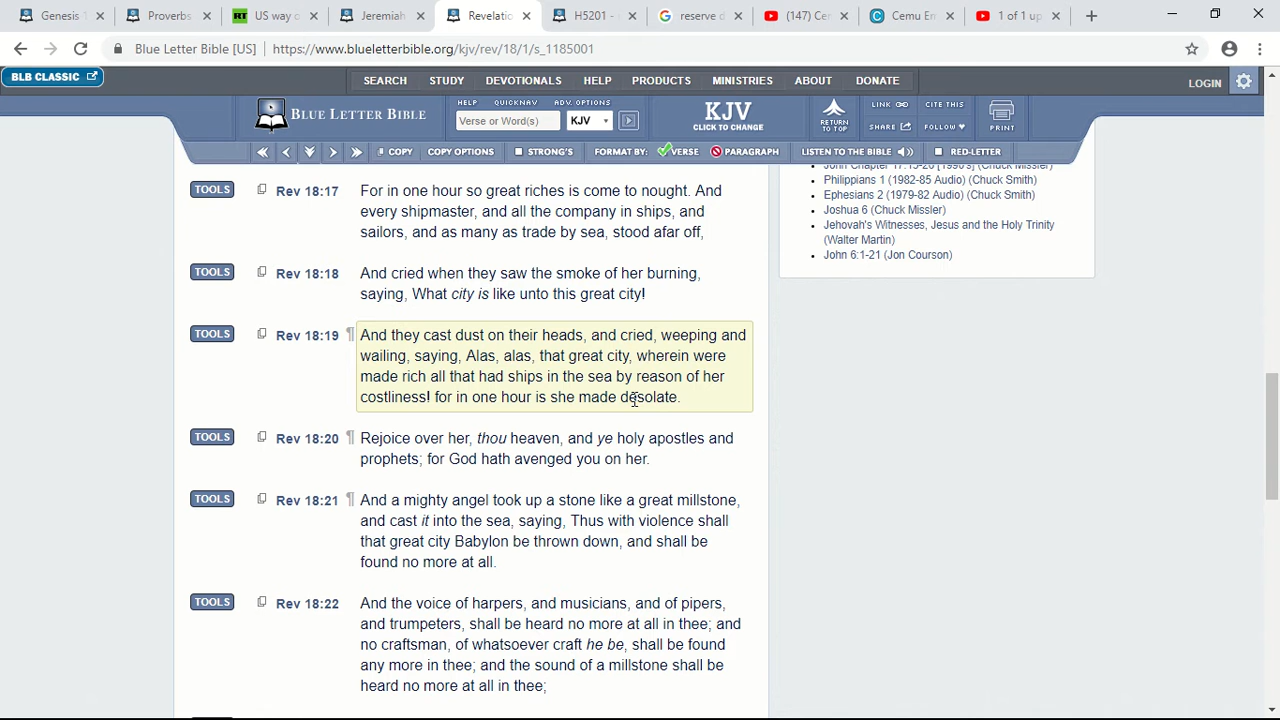 Genesis 1
Proverbs
US way o
Jeremiah
Revelatio
H5201 - s
reserve d
(147) Ce
Cemu En
1 of 1 up
Blue Letter Bible [US] | https://www.blueletterbible.org/kjv/rev/18/1/s_1185001
BLB CLASSIC
SEARCH STUDY DEVOTIONALS HELP PRODUCTS MINISTRIES ABOUT DONATE
LOGIN
BLUE LETTER BIBLE
HELP QUICKNAV ADV. OPTIONS
Verse or Word(s) KJV
KJV
CLICK TO CHANGE
RETURN
TO TOP
LINK CITE THIS
SHARE FOLLOW
PRINT
COPY COPY OPTIONS STRONG'S FORMAT BY: VERSE PARAGRAPH LISTEN TO THE BIBLE RED-LETTER
TOOLS Rev 18:17 For in one hour so great riches is come to nought. And
every shipmaster, and all the company in ships, and
sailors, and as many as trade by sea, stood afar off,
TOOLS Rev 18:18 And cried when they saw the smoke of her burning,
saying, What city is like unto this great city!
TOOLS Rev 18:19 ¶ And they cast dust on their heads, and cried, weeping and
wailing, saying, Alas, alas, that great city, wherein were
made rich all that had ships in the sea by reason of her
costliness! for in one hour is she made desolate.
TOOLS Rev 18:20 ¶ Rejoice over her, thou heaven, and ye holy apostles and
prophets; for God hath avenged you on her.
TOOLS Rev 18:21 ¶ And a mighty angel took up a stone like a great millstone,
and cast it into the sea, saying, Thus with violence shall
that great city Babylon be thrown down, and shall be
found no more at all.
TOOLS Rev 18:22 And the voice of harpers, and musicians, and of pipers,
and trumpeters, shall be heard no more at all in thee; and
no craftsman, of whatsoever craft he be, shall be found
any more in thee; and the sound of a millstone shall be
heard no more at all in thee;
John Chapter 17:15-20 [1990's] (Chuck Missler)
Philippians 1 (1982-85 Audio) (Chuck Smith)
Ephesians 2 (1979-82 Audio) (Chuck Smith)
Joshua 6 (Chuck Missler)
Jehovah's Witnesses, Jesus and the Holy Trinity
(Walter Martin)
John 6:1-21 (Jon Courson)